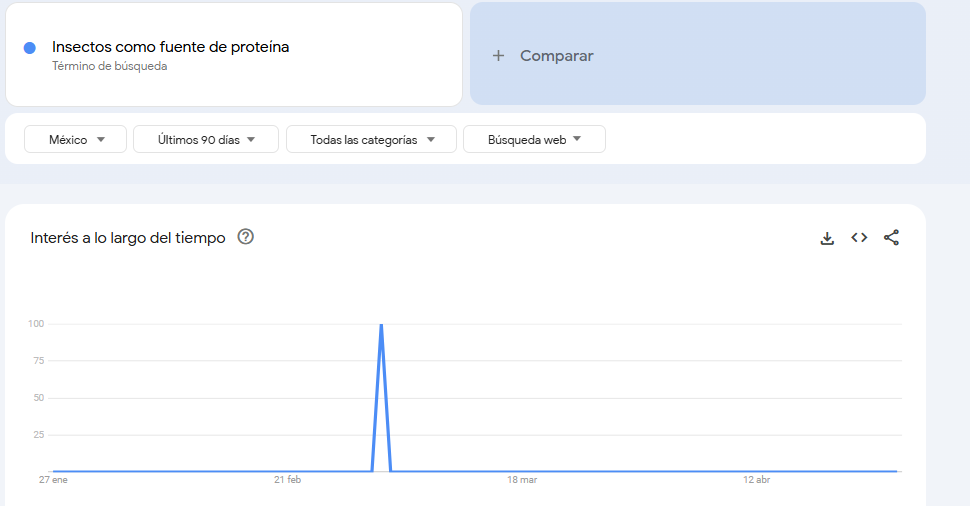 Insectos como fuente de proteína
Término de búsqueda
+ Comparar
México
Últimos 90 días
Todas las categorías
Búsqueda web
Interés a lo largo del tiempo
100
75
50
25
27 ene
21 feb
18 mar
12 abr